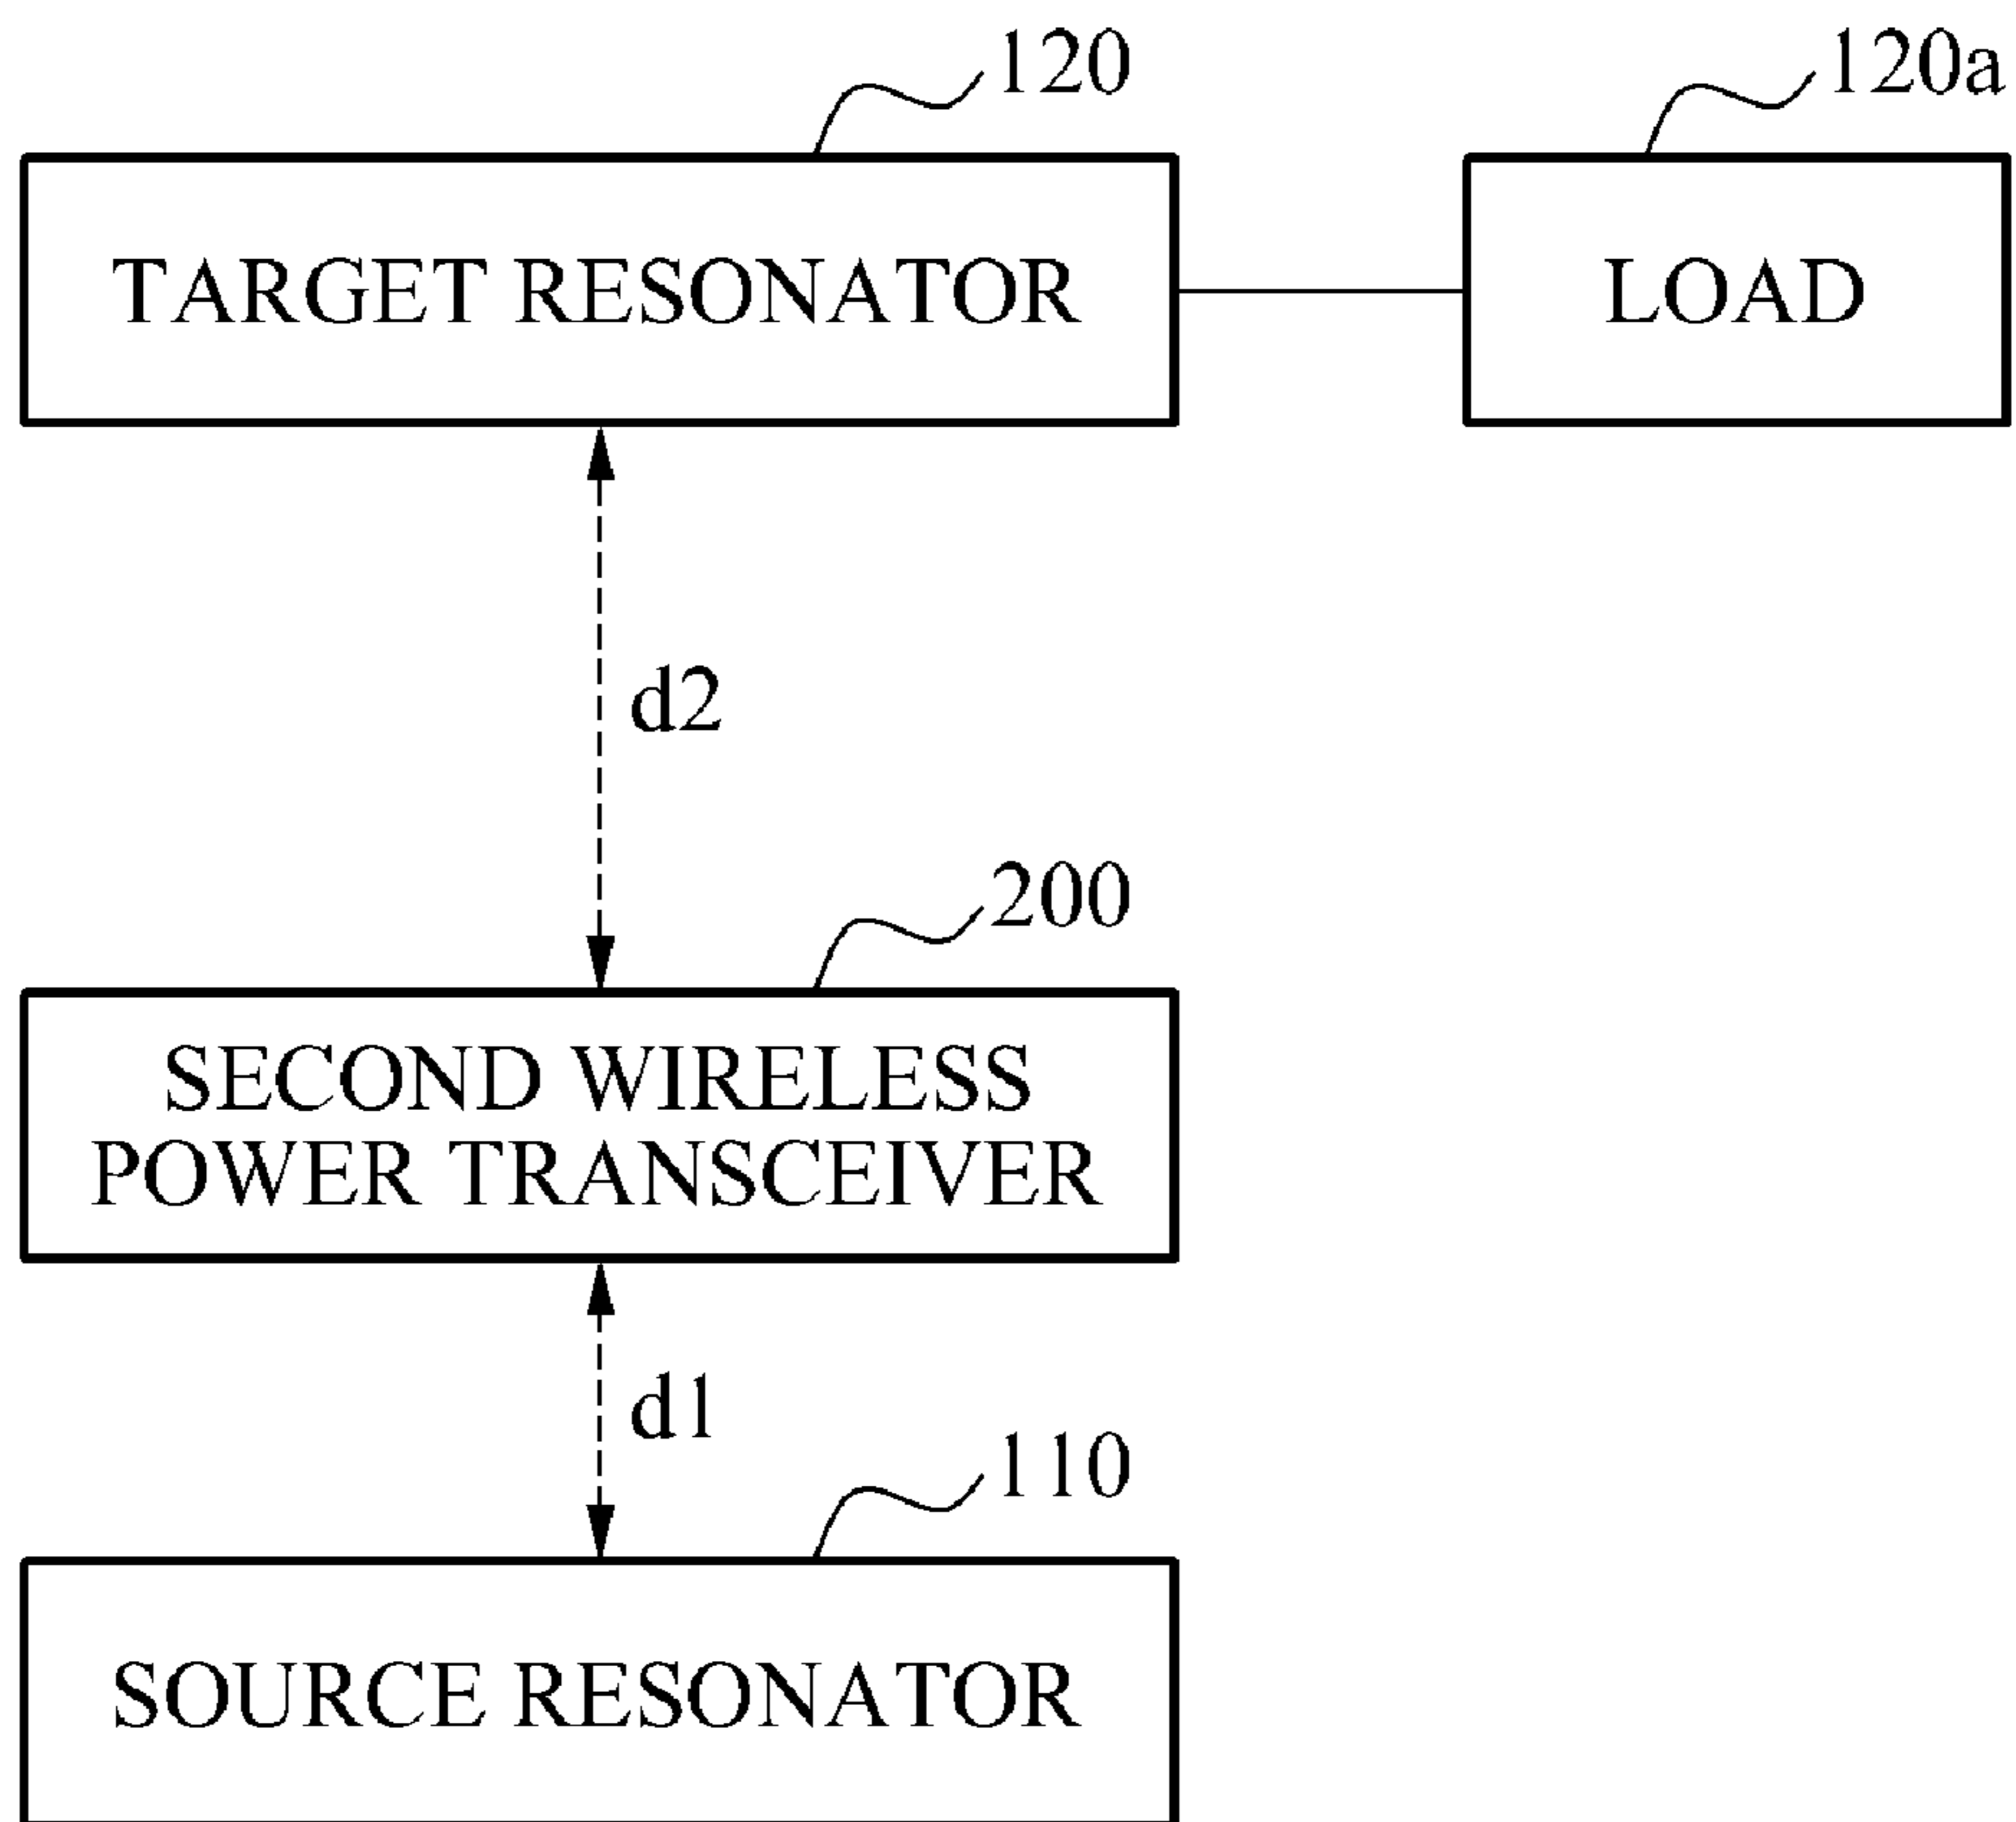 120
120a
TARGET RESONATOR
LOAD
d2
200
SECOND WIRELESS
POWER TRANSCEIVER
d1
110
SOURCE RESONATOR